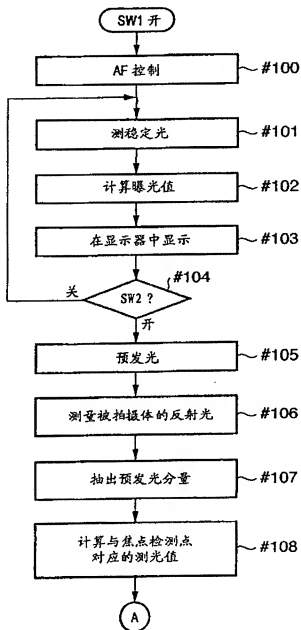 SW1 开
AF 控制
#100
测稳定光
#101
计算曝光值
#102
在显示器中显示
#103
#104
关
SW2 ?
开
预发光
#105
测量被拍摄体的反射光
#106
抽出预发光分量
#107
计算与焦点检测点
对应的测光值
#108
A